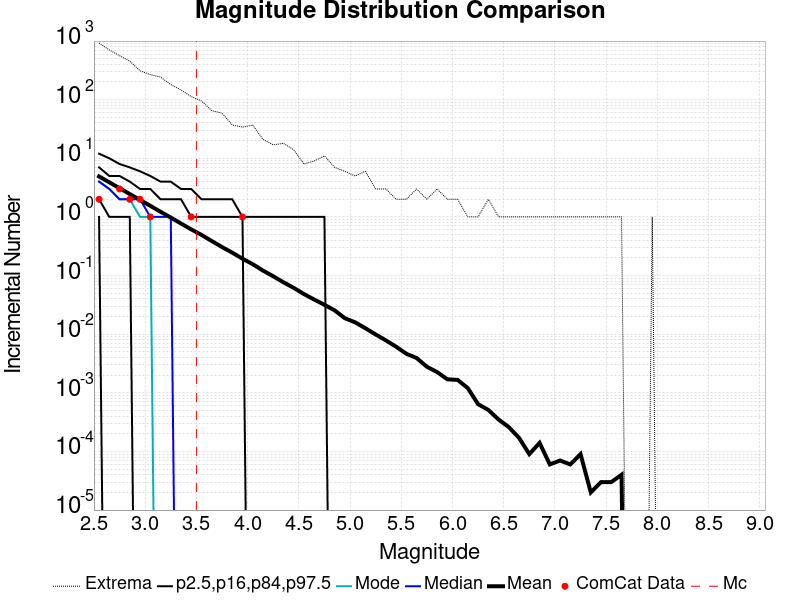 Magnitude Distribution Comparison
10^3
10^2
10^1
10^0
10^-1
10^-2
10^-3
10^-4
10^-5
Incremental Number
2.5 3.0 3.5 4.0 4.5 5.0 5.5 6.0 6.5 7.0 7.5 8.0 8.5 9.0
Magnitude
Extrema p2.5,p16,p84,p97.5 Mode Median Mean ComCat Data Mc